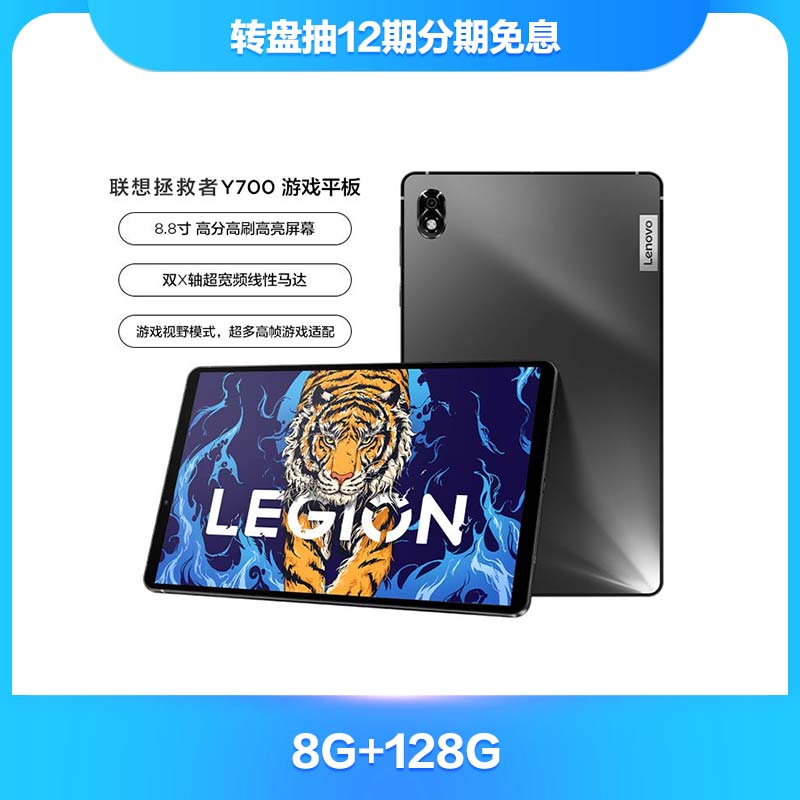 转盘抽12期分期免息
联想拯救者Y700 游戏平板
8.8寸 高分高刷高亮屏幕
双X轴超宽频线性马达
游戏视野模式，超多高帧游戏适配
Lenovo
LEGION
8G+128G